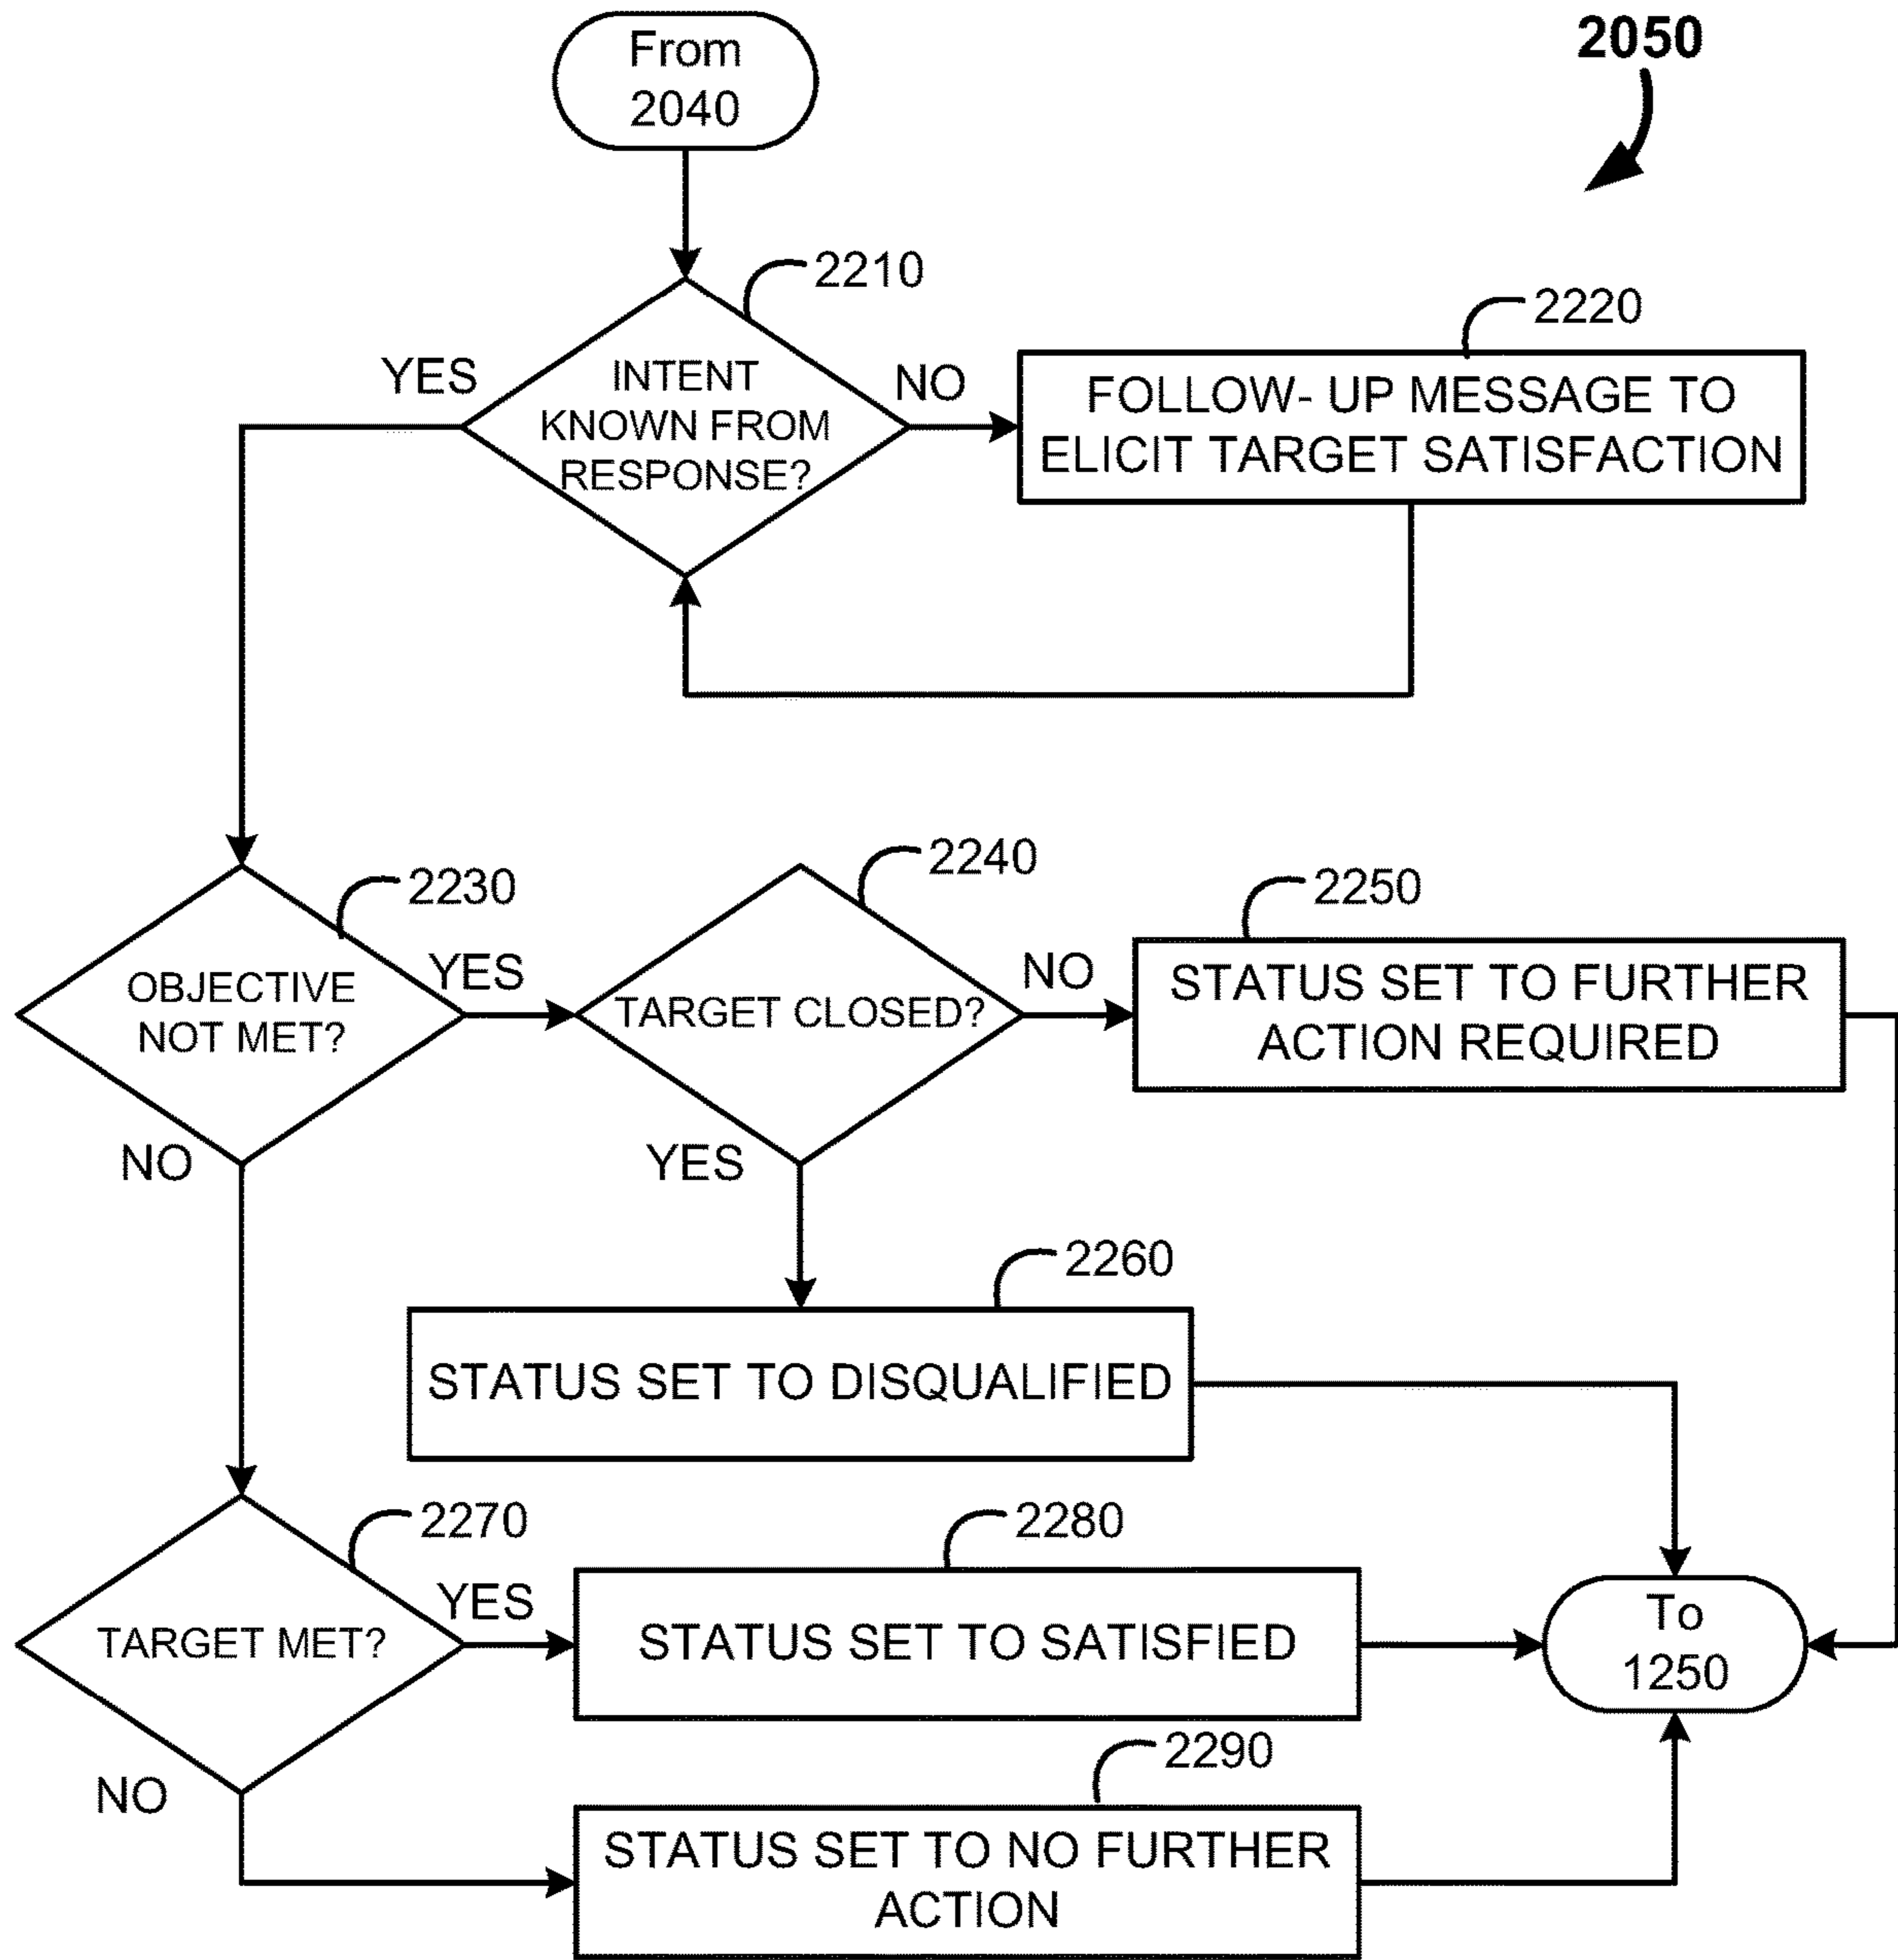 From
2040
2050
2210
2220
YES
INTENT
KNOWN FROM
RESPONSE?
NO
FOLLOW- UP MESSAGE TO
ELICIT TARGET SATISFACTION
2230
2240
2250
OBJECTIVE
NOT MET?
YES
TARGET CLOSED?
NO
STATUS SET TO FURTHER
ACTION REQUIRED
NO
YES
2260
STATUS SET TO DISQUALIFIED
2270
2280
TARGET MET?
YES
STATUS SET TO SATISFIED
To
1250
2290
NO
STATUS SET TO NO FURTHER
ACTION